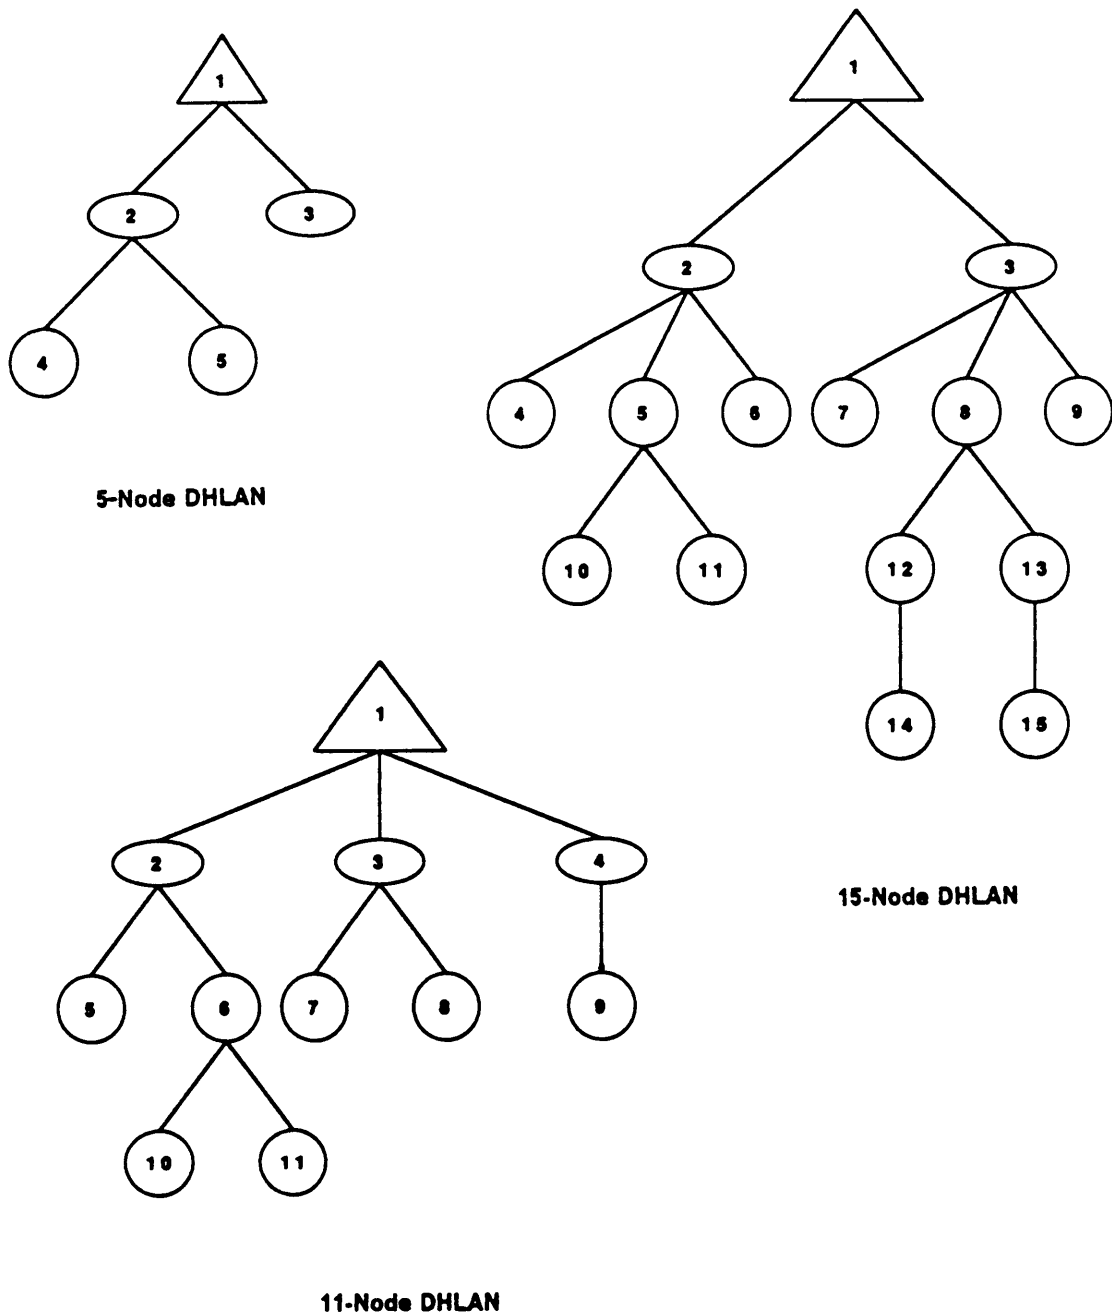 1
2 3
4 5
5-Node DHLAN
1
2 3
4 5 6 7 8 9
10 11 12 13
14 15
15-Node DHLAN
1
2 3 4
5 6 7 8 9
10 11
11-Node DHLAN